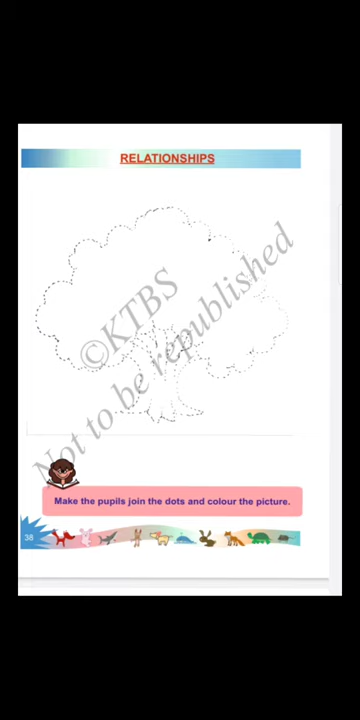 RELATIONSHIPS
©KTBS
Not to be republished
Make the pupils join the dots and colour the picture.
38